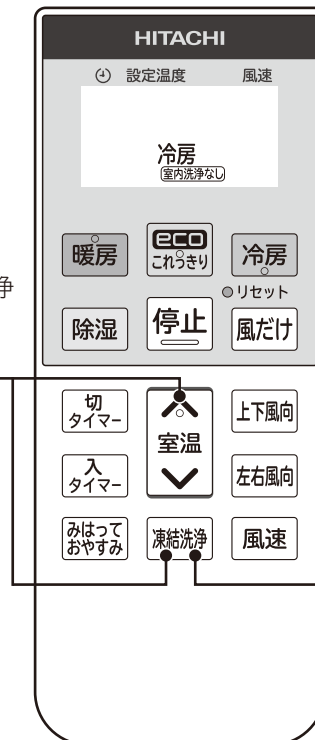 HITACHI
設定温度 風速
冷房
室内洗浄なし
暖房
eco
これっきり
冷房
リセット
浄
除湿
停止
風だけ
切
タイマー
室温
上下風向
入
タイマー
左右風向
みはって
おやすみ
凍結洗浄
風速